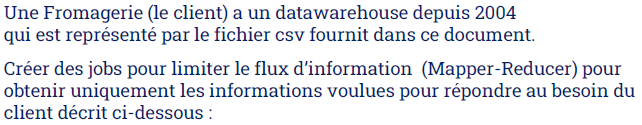 Une Fromagerie (le client) a un datawarehouse depuis 2004
qui est représenté par le fichier csv fournit dans ce document.
Créer des jobs pour limiter le flux d’information  (Mapper-Reducer) pour
obtenir uniquement les informations voulues pour répondre au besoin du
client décrit ci-dessous :